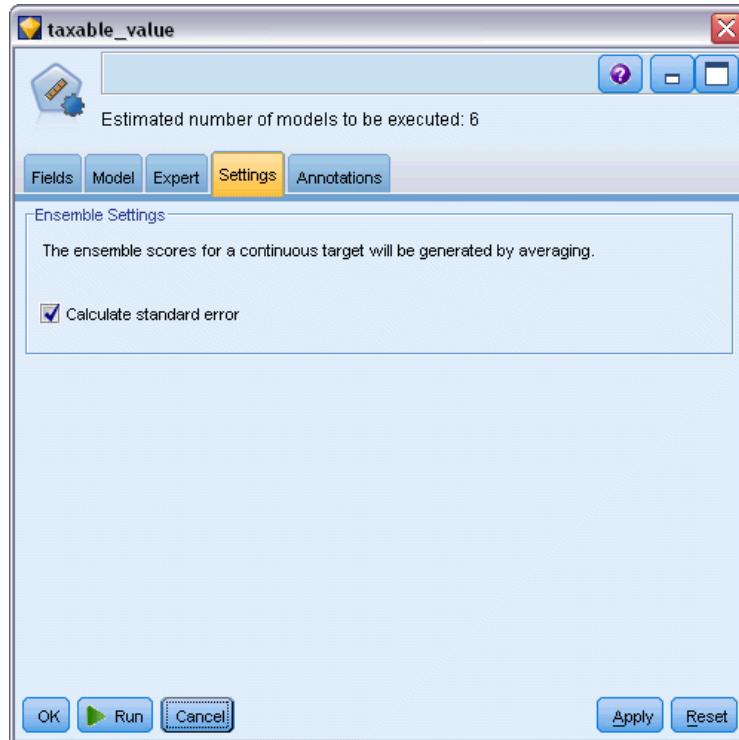 taxable_value
Estimated number of models to be executed: 6
Fields Model Expert Settings Annotations
Ensemble Settings
The ensemble scores for a continuous target will be generated by averaging.
Calculate standard error
OK Run Cancel Apply Reset